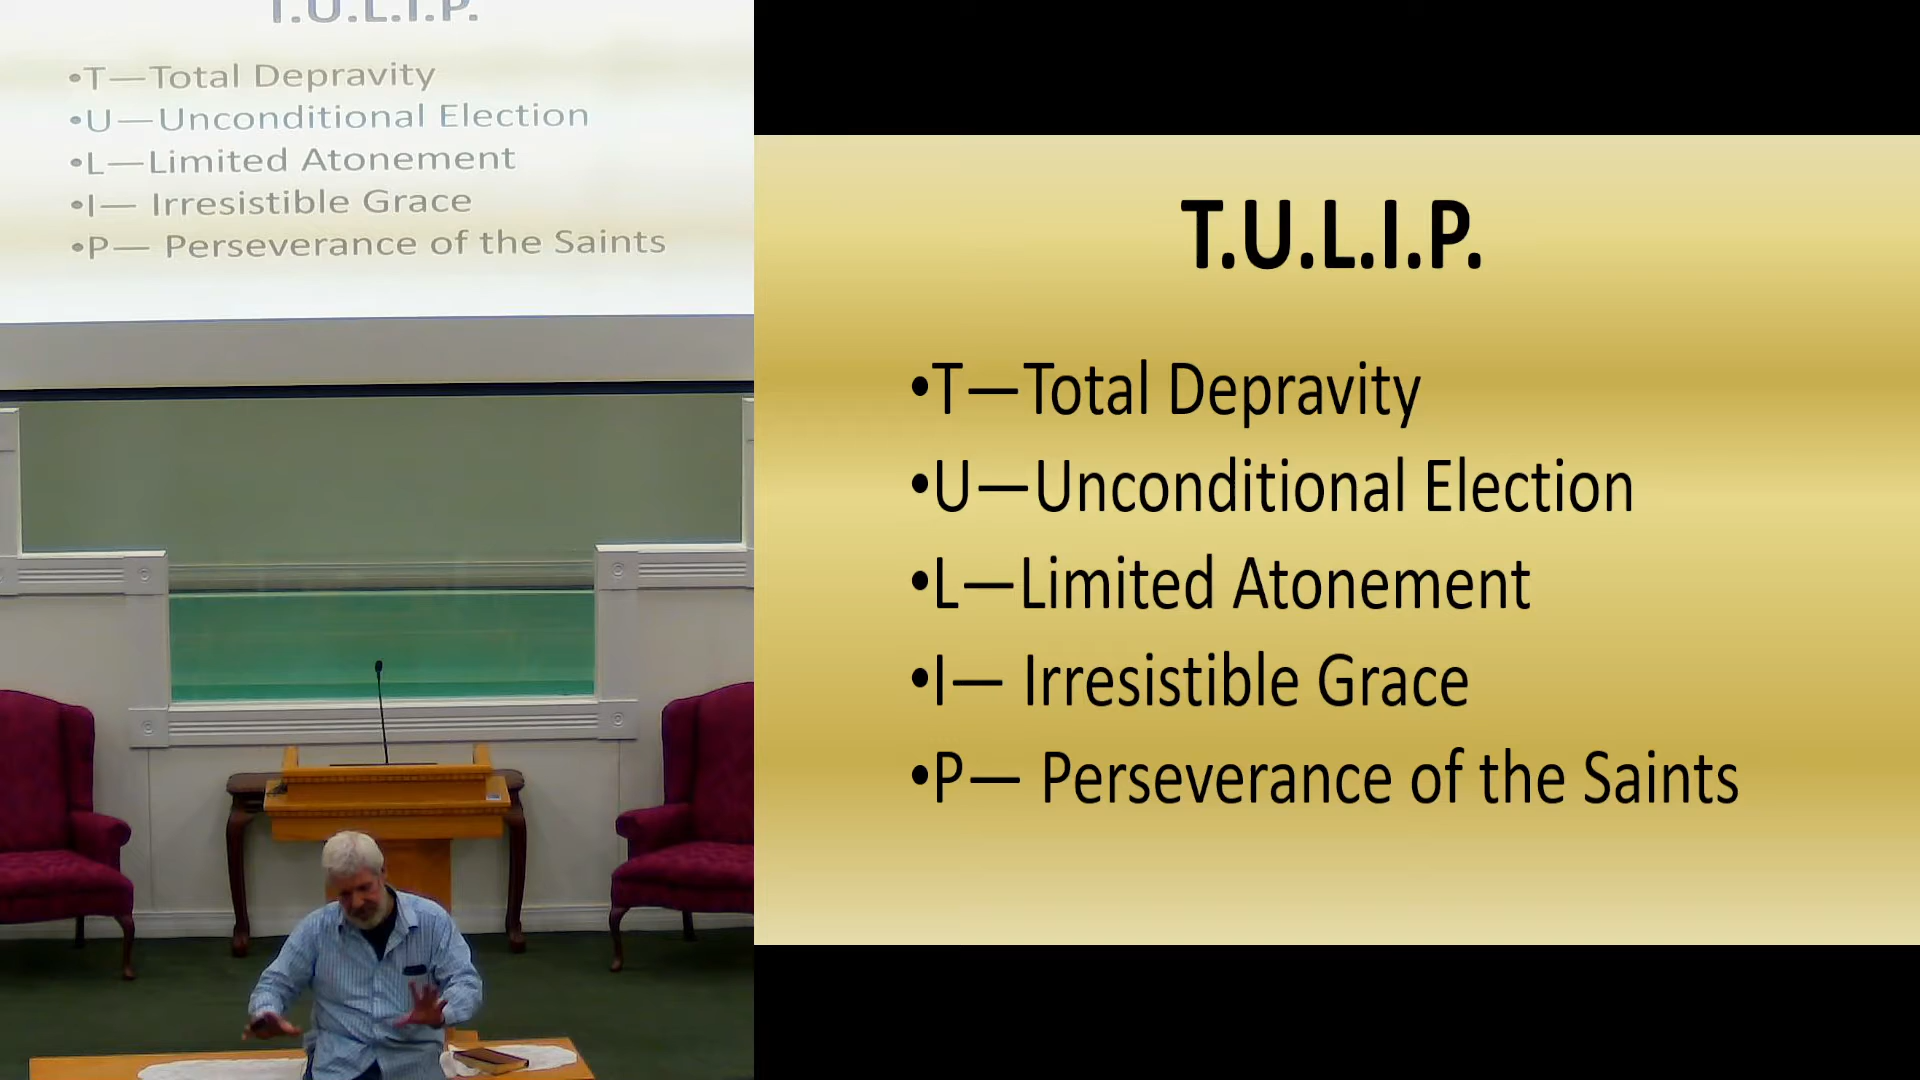 T.U.L.I.P.
•T—Total Depravity
•U—Unconditional Election
•L—Limited Atonement
•I— Irresistible Grace
•P— Perseverance of the Saints
T.U.L.I.P.
•T—Total Depravity
•U—Unconditional Election
•L—Limited Atonement
•I— Irresistible Grace
•P— Perseverance of the Saints